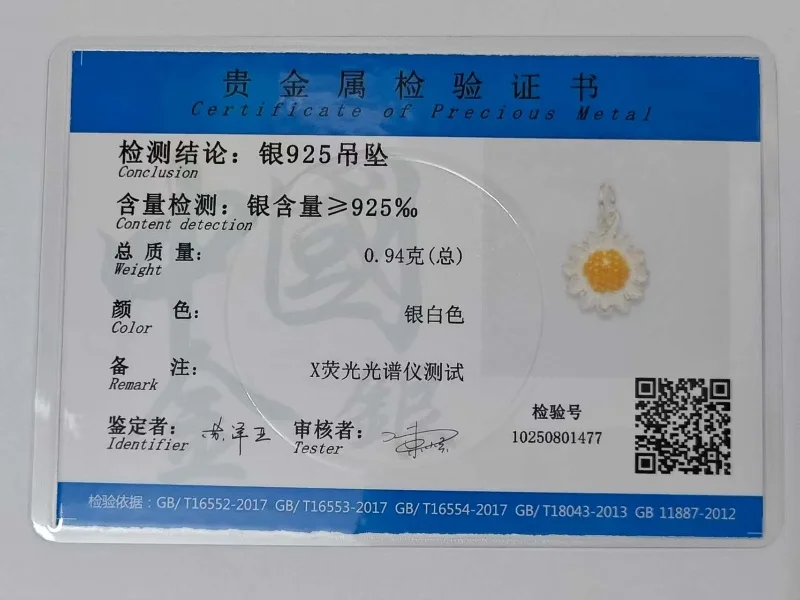 贵金属检验证书
Certificate of Precious Metal
检测结论：银925吊坠
Conclusion
含量检测：银含量≥925‰
Content detection
总质量： 0.94克(总)
Weight
颜 色： 银白色
Color
备 注： X荧光光谱仪测试
Remark
鉴定者： 苏泽卫 审核者：
Identifier Tester
检验号
10250801477
检验依据：GB/T16552-2017 GB/T16553-2017 GB/T16554-2017 GB/T18043-2013 GB 11887-2012